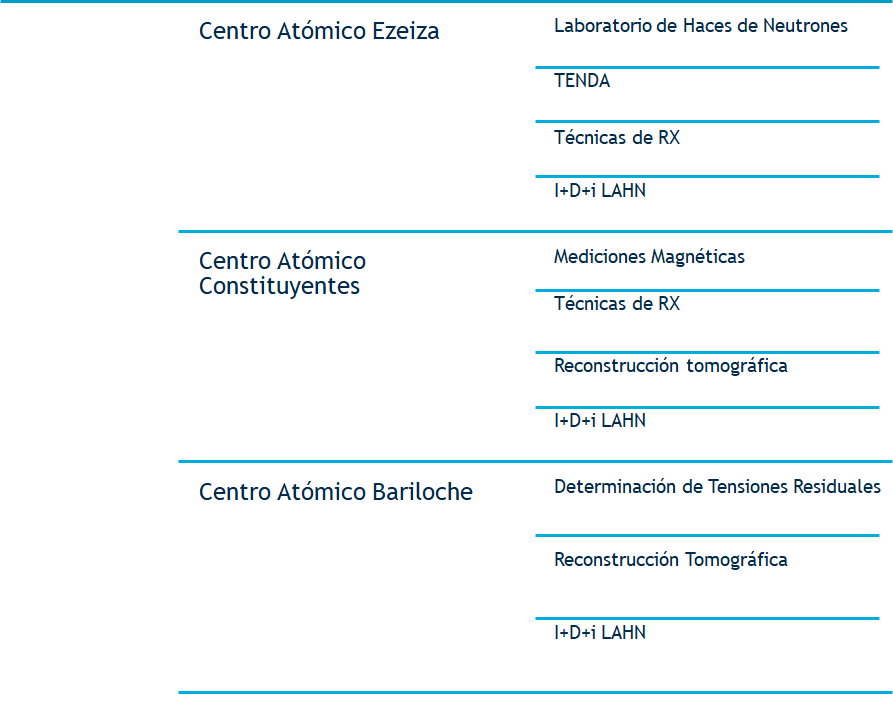 Centro Atómico Ezeiza
Laboratorio de Haces de Neutrones
TENDA
Técnicas de RX
I+D+i LAHN
Centro Atómico
Constituyentes
Mediciones Magnéticas
Técnicas de RX
Reconstrucción tomográfica
I+D+i LAHN
Centro Atómico Bariloche
Determinación de Tensiones Residuales
Reconstrucción Tomográfica
I+D+i LAHN